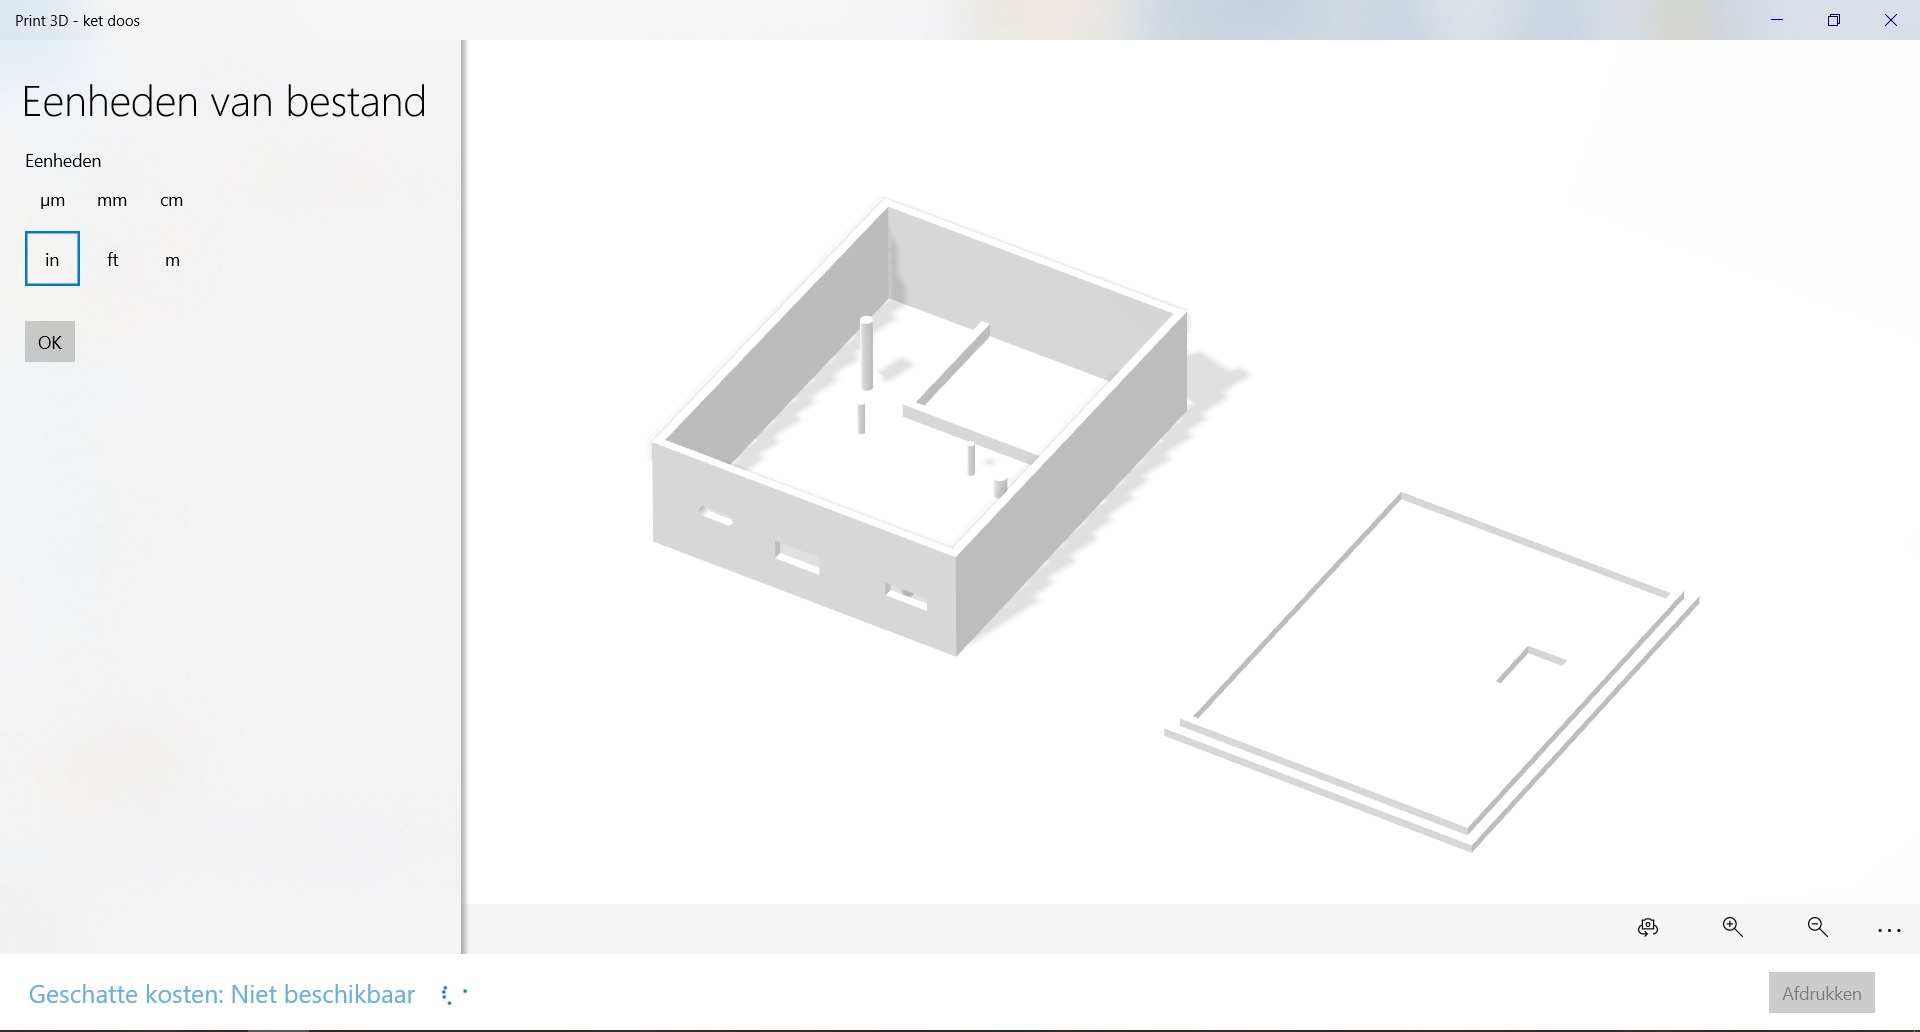 Print 3D - ket doos
Eenheden van bestand
Eenheden
µm mm cm
in ft m
OK
Geschatte kosten: Niet beschikbaar
Afdrukken